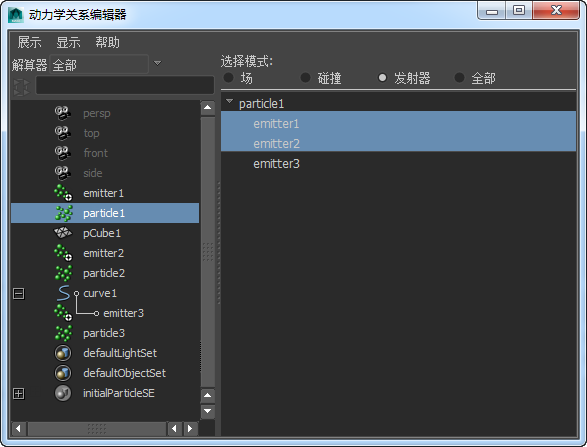 动力学关系编辑器
展示 显示 帮助
解算器 全部
选择模式:
场 碰撞 发射器 全部
persp
top
front
side
emitter1
particle1
pCube1
emitter2
particle2
curve1
emitter3
particle3
defaultLightSet
defaultObjectSet
initialParticleSE
particle1
emitter1
emitter2
emitter3